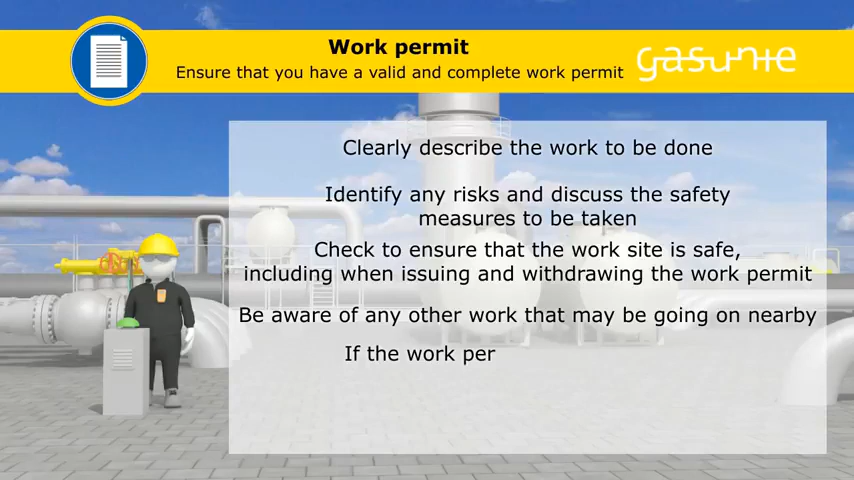 Work permit
Ensure that you have a valid and complete work permit
gasunie
Clearly describe the work to be done
Identify any risks and discuss the safety
measures to be taken
Check to ensure that the work site is safe,
including when issuing and withdrawing the work permit
Be aware of any other work that may be going on nearby
If the work per